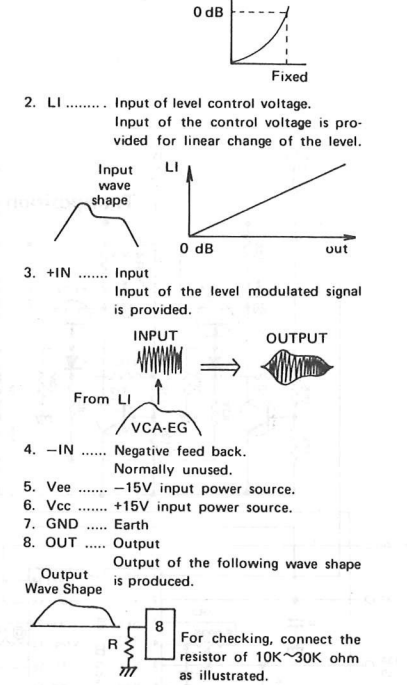 0 dB
Fixed
2. LI ......... Input of level control voltage.
Input of the control voltage is pro-
vided for linear change of the level.
Input
wave
shape
LI
0 dB
out
3. +IN ....... Input
Input of the level modulated signal
is provided.
INPUT
OUTPUT
From LI
VCA-EG
4. −IN ...... Negative feed back.
Normally unused.
5. Vee ....... −15V input power source.
6. Vcc ....... +15V input power source.
7. GND ..... Earth
8. OUT ..... Output
Output of the following wave shape
is produced.
Output
Wave Shape
8
R
For checking, connect the
resistor of 10K~30K ohm
as illustrated.